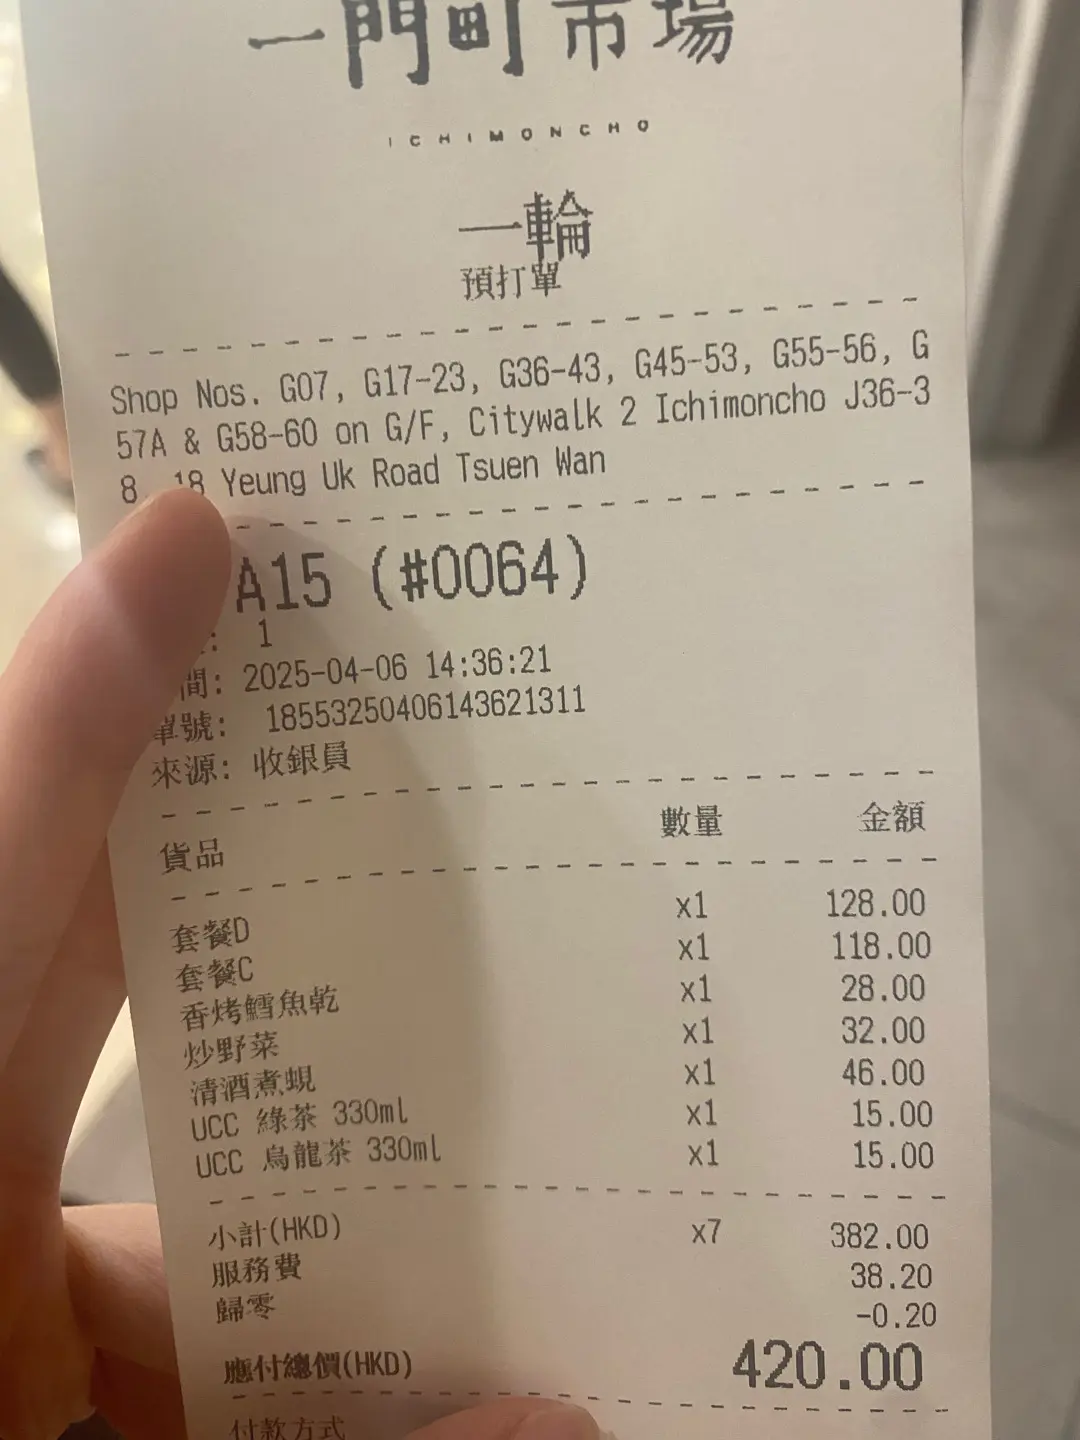 一門町市場
ICHIMONCHO
一輪
預打單
Shop Nos. G07, G17-23, G36-43, G45-53, G55-56, G
57A & G58-60 on G/F, Citywalk 2 Ichimoncho J36-3
8, 18 Yeung Uk Road Tsuen Wan
A15 (#0064)
: 1
間: 2025-04-06 14:36:21
單號: 18553250406143621311
來源: 收銀員
貨品 數量 金額
套餐D x1 128.00
套餐C x1 118.00
香烤鱈魚乾 x1 28.00
炒野菜 x1 32.00
清酒煮蜆 x1 46.00
UCC 綠茶 330ml x1 15.00
UCC 烏龍茶 330ml x1 15.00
小計(HKD) x7 382.00
服務費 38.20
歸零 -0.20
應付總價(HKD) 420.00
付款方式